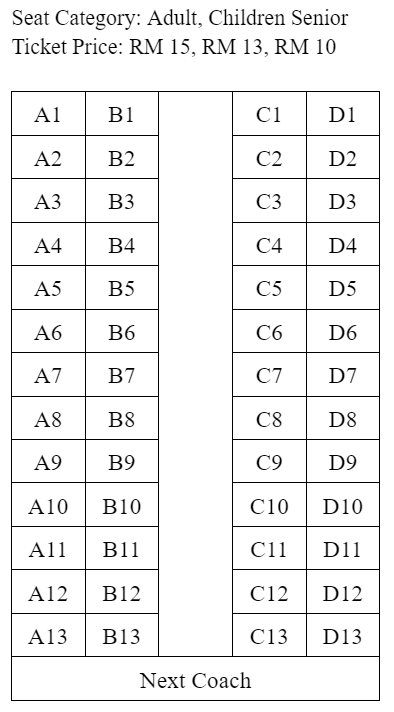 Seat Category: Adult, Children Senior
Ticket Price: RM 15, RM 13, RM 10
A1 B1 C1 D1
A2 B2 C2 D2
A3 B3 C3 D3
A4 B4 C4 D4
A5 B5 C5 D5
A6 B6 C6 D6
A7 B7 C7 D7
A8 B8 C8 D8
A9 B9 C9 D9
A10 B10 C10 D10
A11 B11 C11 D11
A12 B12 C12 D12
A13 B13 C13 D13
Next Coach